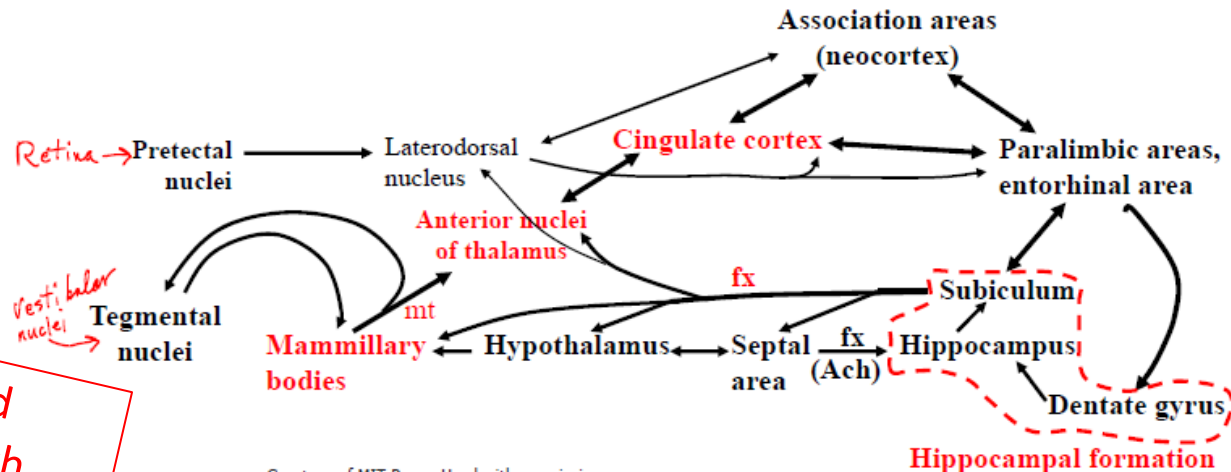 Association areas
(neocortex)
Retina
Pretectal
nuclei
Laterodorsal
nucleus
Cingulate cortex
Paralimbic areas,
entorhinal area
Anterior nuclei
of thalamus
fx
Subiculum
Vestibular
nuclei
Tegmental
nuclei
mt
Mammillary
bodies
Hypothalamus
Septal
area
fx
(Ach)
Hippocampus
Dentate gyrus
Hippocampal formation